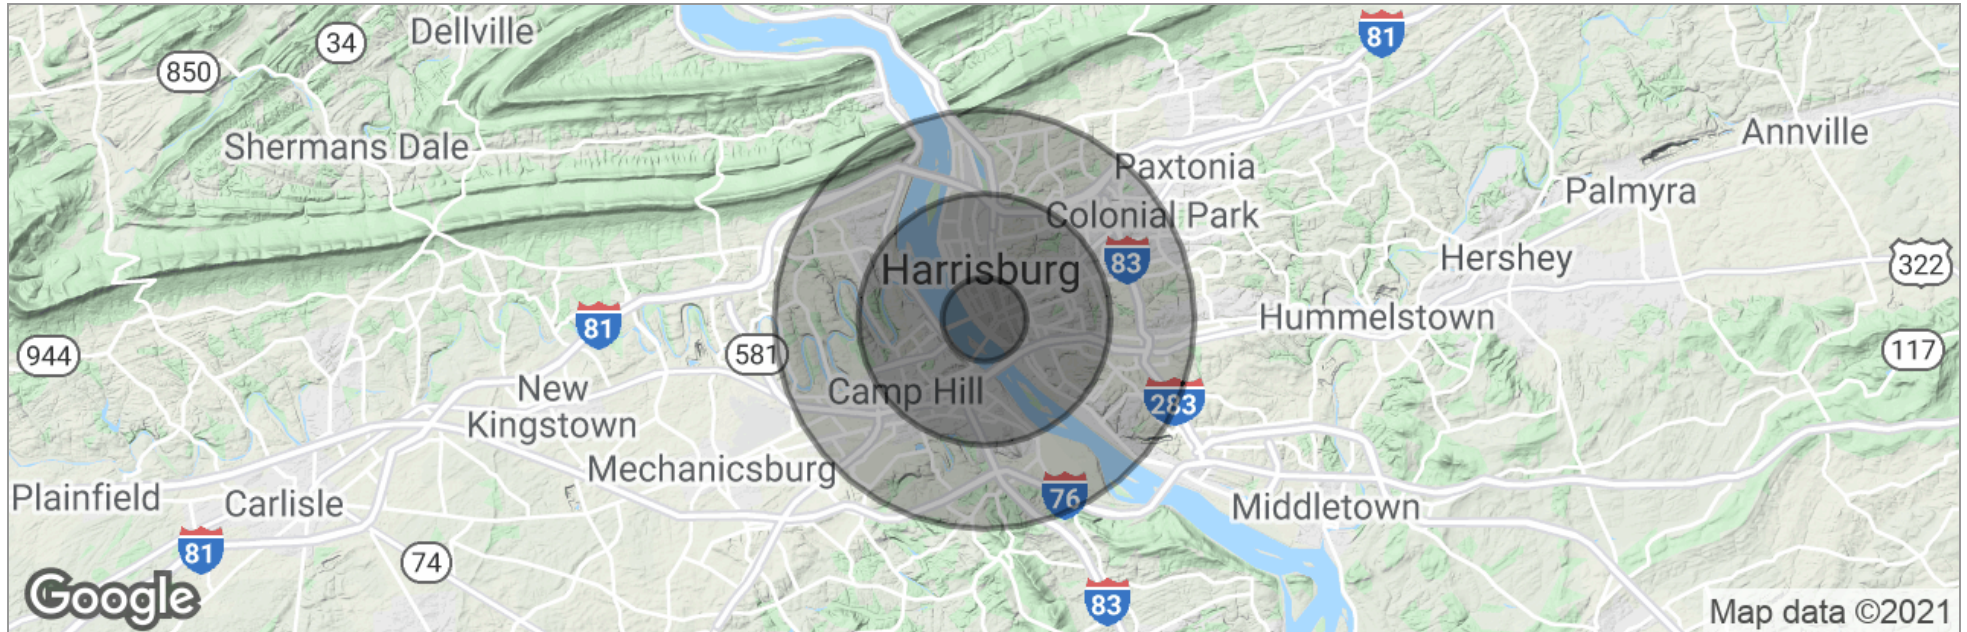 Dellville
34
81
850
Annville
Shermans Dale
Paxtonia
Palmyra
Colonial Park
Harrisburg
83
Hershey
322
81
Hummelstown
944
581
117
New
Kingstown
Camp Hill
283
Mechanicsburg
Plainfield
Carlisle
76
Middletown
81
74
Google
83
Map data ©2021